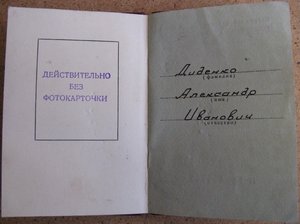 ДЕЙСТВИТЕЛЬНО
БЕЗ
ФОТОКАРТОЧКИ
Диденко
(фамилия)
Александр
(имя)
Иванович
(отчество)